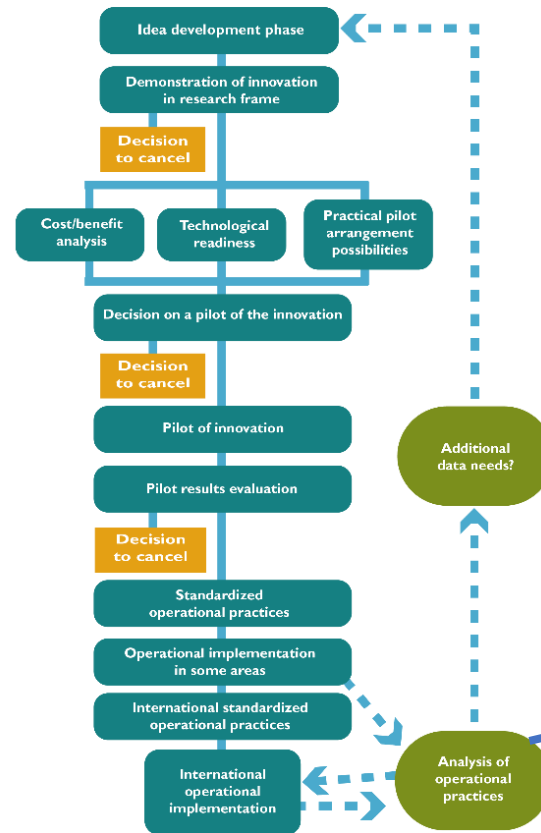 Idea development phase
Demonstration of innovation
in research frame
Decision
to cancel
Cost/benefit
analysis
Technological
readiness
Practical pilot
arrangement
possibilities
Decision on a pilot of the innovation
Decision
to cancel
Pilot of innovation
Additional
data needs?
Pilot results evaluation
Decision
to cancel
Standardized
operational practices
Operational implementation
in some areas
International standardized
operational practices
International
operational
implementation
Analysis of
operational
practices